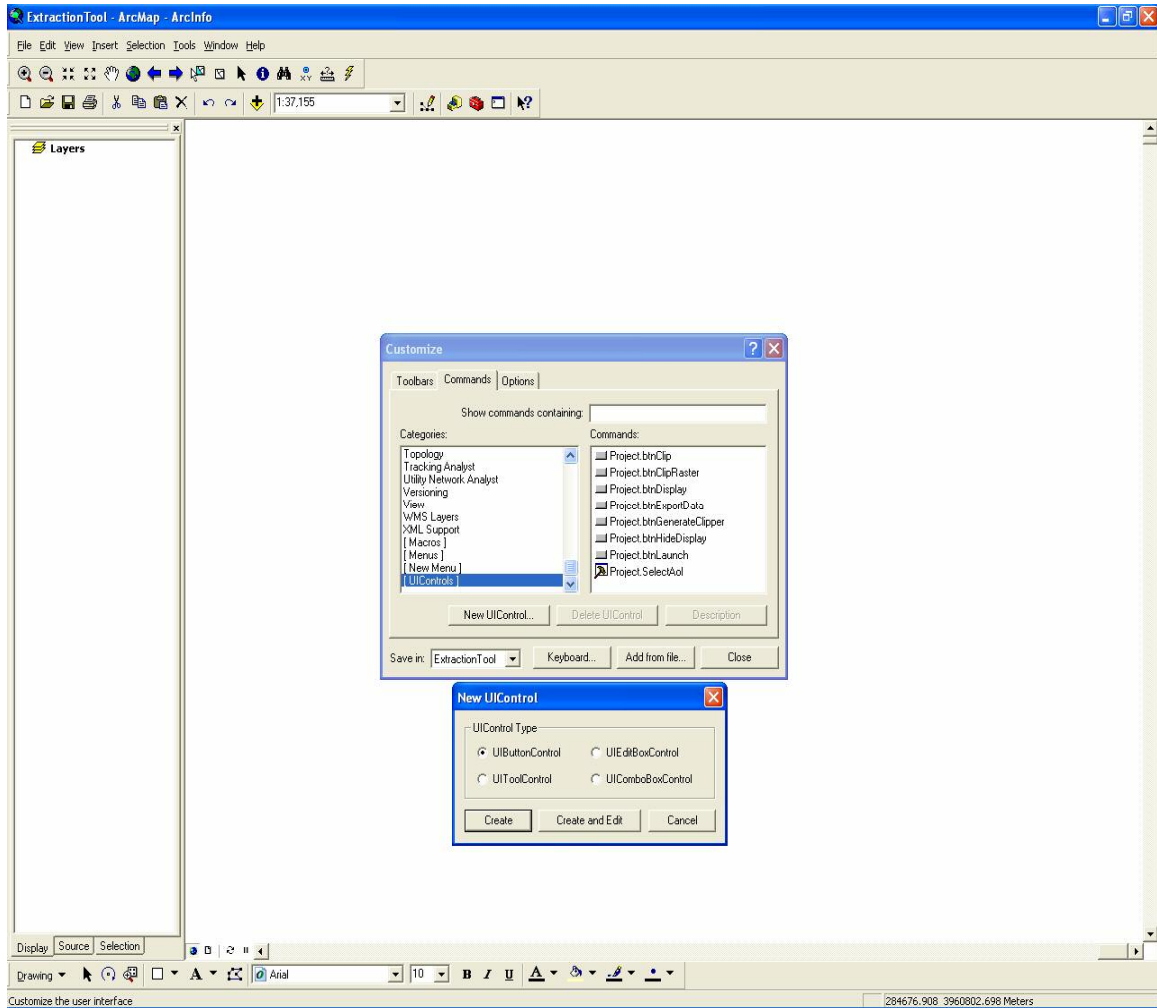 ExtractionTool - ArcMap - ArcInfo
File Edit View Insert Selection Tools Window Help
1:37,155
Layers
Customize
Toolbars Commands Options
Show commands containing:
Categories:
Topology
Tracking Analyst
Utility Network Analyst
Versioning
View
WMS Layers
XML Support
[ Macros ]
[ Menus ]
[ New Menu ]
[ UIControls ]
Commands:
Project.btnClip
Project.btnClipRaster
Project.btnDisplay
Project.btnExportData
Project.btnGenerateClipper
Project.btnHideDisplay
Project.btnLaunch
Project.SelectAoI
New UIControl... Delete UIControl Description
Save in: ExtractionTool Keyboard... Add from file... Close
New UIControl
UIControl Type
UIButtonControl UIEditBoxControl
UIToolControl UIComboBoxControl
Create Create and Edit Cancel
Display Source Selection
Drawing A Arial 10 B I U A
Customize the user interface 284676.908 3960802.698 Meters